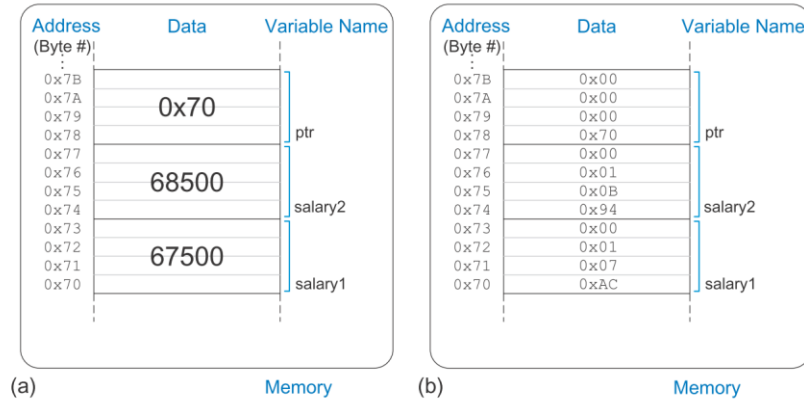 Address Data Variable Name
(Byte #)
0x7B
0x7A
0x79
0x78
0x70
ptr
0x77
0x76
0x75
0x74
68500
salary2
0x73
0x72
0x71
0x70
67500
salary1
(a) Memory
Address Data Variable Name
(Byte #)
0x7B 0x00
0x7A 0x00
0x79 0x00
0x78 0x70 ptr
0x77 0x00
0x76 0x01
0x75 0x0B
0x74 0x94 salary2
0x73 0x00
0x72 0x01
0x71 0x07
0x70 0xAC salary1
(b) Memory